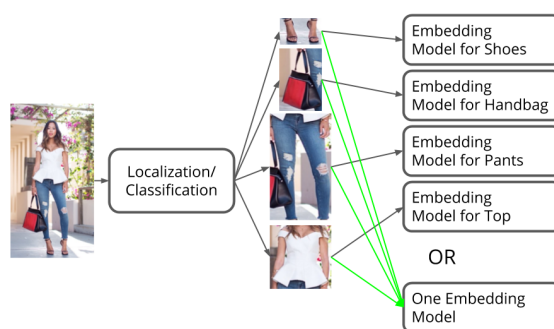 Embedding
Model for Shoes
Embedding
Model for Handbag
Localization/
Classification
Embedding
Model for Pants
Embedding
Model for Top
OR
One Embedding
Model